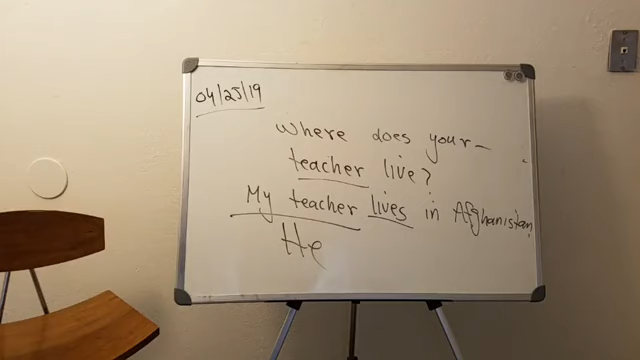 04/25/19
Where does your
teacher live?
My teacher lives in Afghanistan
He